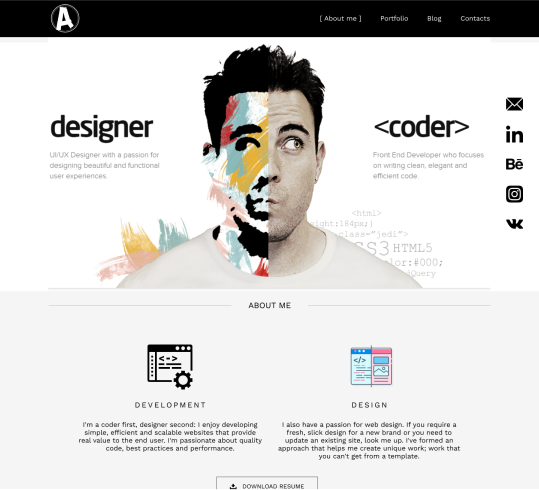 A
[ About me ] Portfolio Blog Contacts
designer
UI/UX Designer with a passion for
designing beautiful and functional
user experiences.
<coder>
Front End Developer who focuses
on writing clean, elegant and
efficient code.
in
Bē
<html>
class="jedi">
HTML5
lor:#000;
ABOUT ME
<->
</>
DEVELOPMENT
I'm a coder first, designer second: I enjoy developing
simple, efficient and scalable websites that provide
real value to the end user. I'm passionate about quality
code, best practices and performance.
DESIGN
I also have a passion for web design. If you require a
fresh, slick design for a new brand or you need to
update an existing site, look me up. I've formed an
approach that helps me create unique work; work that
you can't get from a template.
DOWNLOAD RESUME